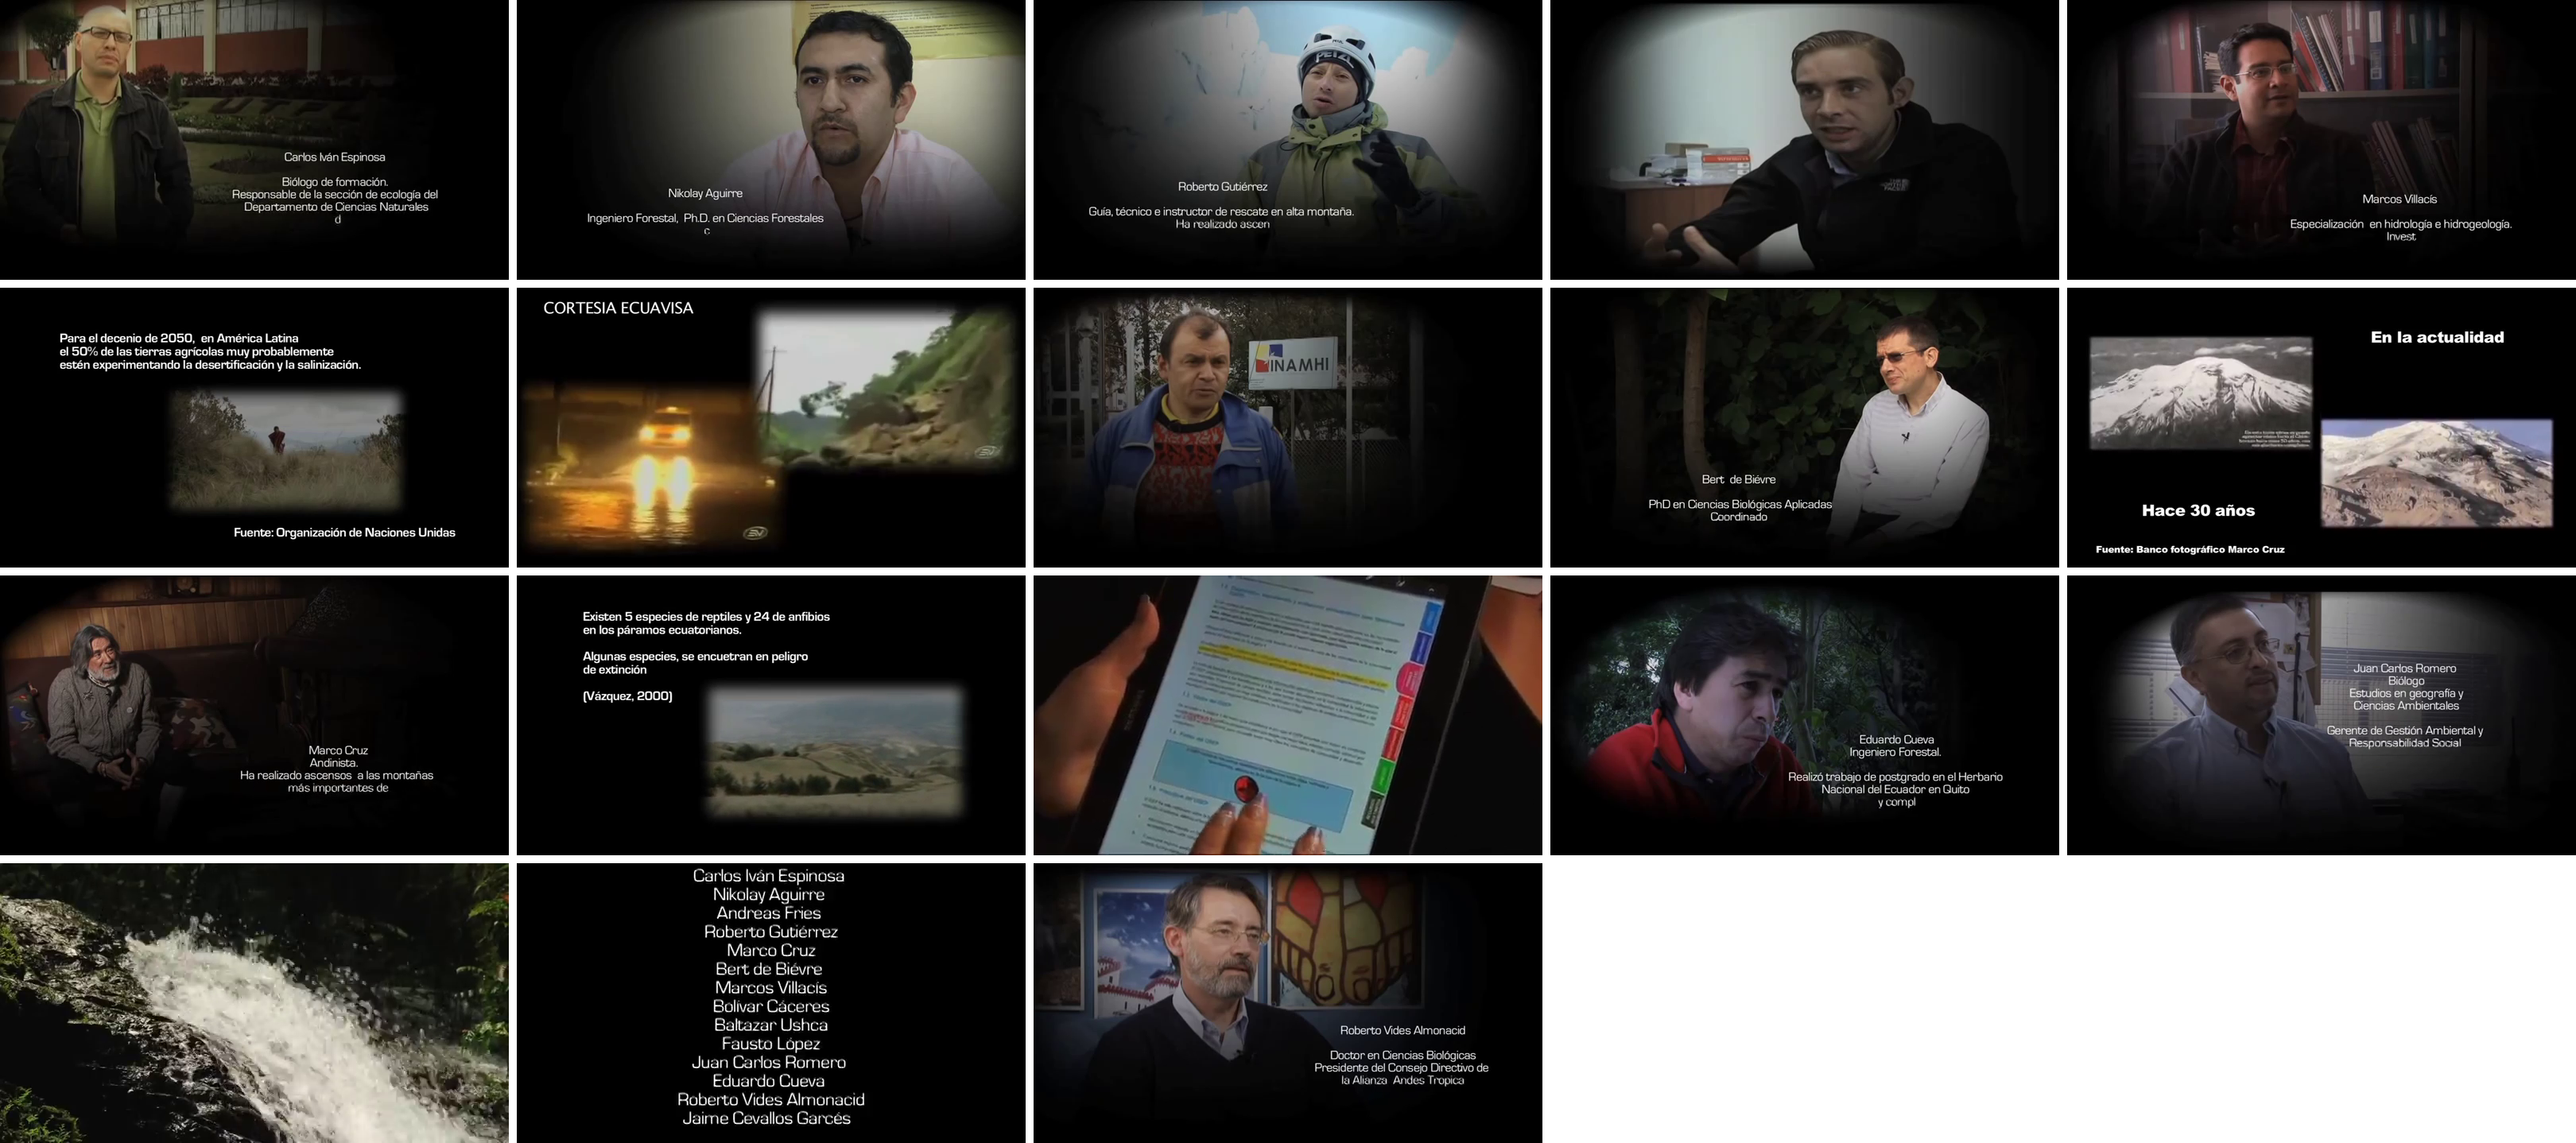 Carlos Iván Espinosa
Biólogo de formación.
Responsable de la sección de ecología del
Departamento de Ciencias Naturales
d
Nikolay Aguirre
Ingeniero Forestal, Ph.D. en Ciencias Forestales
c
PETZL
Roberto Gutiérrez
Guía, técnico e instructor de rescate en alta montaña.
Ha realizado ascen
Marcos Villacís
Especialización en hidrología e hidrogeología.
Invest
Para el decenio de 2050, en América Latina
el 50% de las tierras agrícolas muy probablemente
estén experimentando la desertificación y la salinización.
Fuente: Organización de Naciones Unidas
CORTESIA ECUAVISA
INAMHI
Bert de Biévre
PhD en Ciencias Biológicas Aplicadas
Coordinado
En la actualidad
Hace 30 años
Fuente: Banco fotográfico Marco Cruz
Marco Cruz
Andinista.
Ha realizado ascensos a las montañas
más importantes de
Existen 5 especies de reptiles y 24 de anfibios
en los páramos ecuatorianos.
Algunas especies, se encuetran en peligro
de extinción
(Vázquez, 2000)
Eduardo Cueva
Ingeniero Forestal.
Realizó trabajo de postgrado en el Herbario
Nacional del Ecuador en Quito
y compl
Juan Carlos Romero
Biólogo
Estudios en geografía y
Ciencias Ambientales
Gerente de Gestión Ambiental y
Responsabilidad Social
Carlos Iván Espinosa
Nikolay Aguirre
Andreas Fries
Roberto Gutiérrez
Marco Cruz
Bert de Biévre
Marcos Villacís
Bolívar Cáceres
Baltazar Ushca
Fausto López
Juan Carlos Romero
Eduardo Cueva
Roberto Vides Almonacid
Jaime Cevallos Garcés
Roberto Vides Almonacid
Doctor en Ciencias Biológicas
Presidente del Consejo Directivo de
la Alianza Andes Tropica